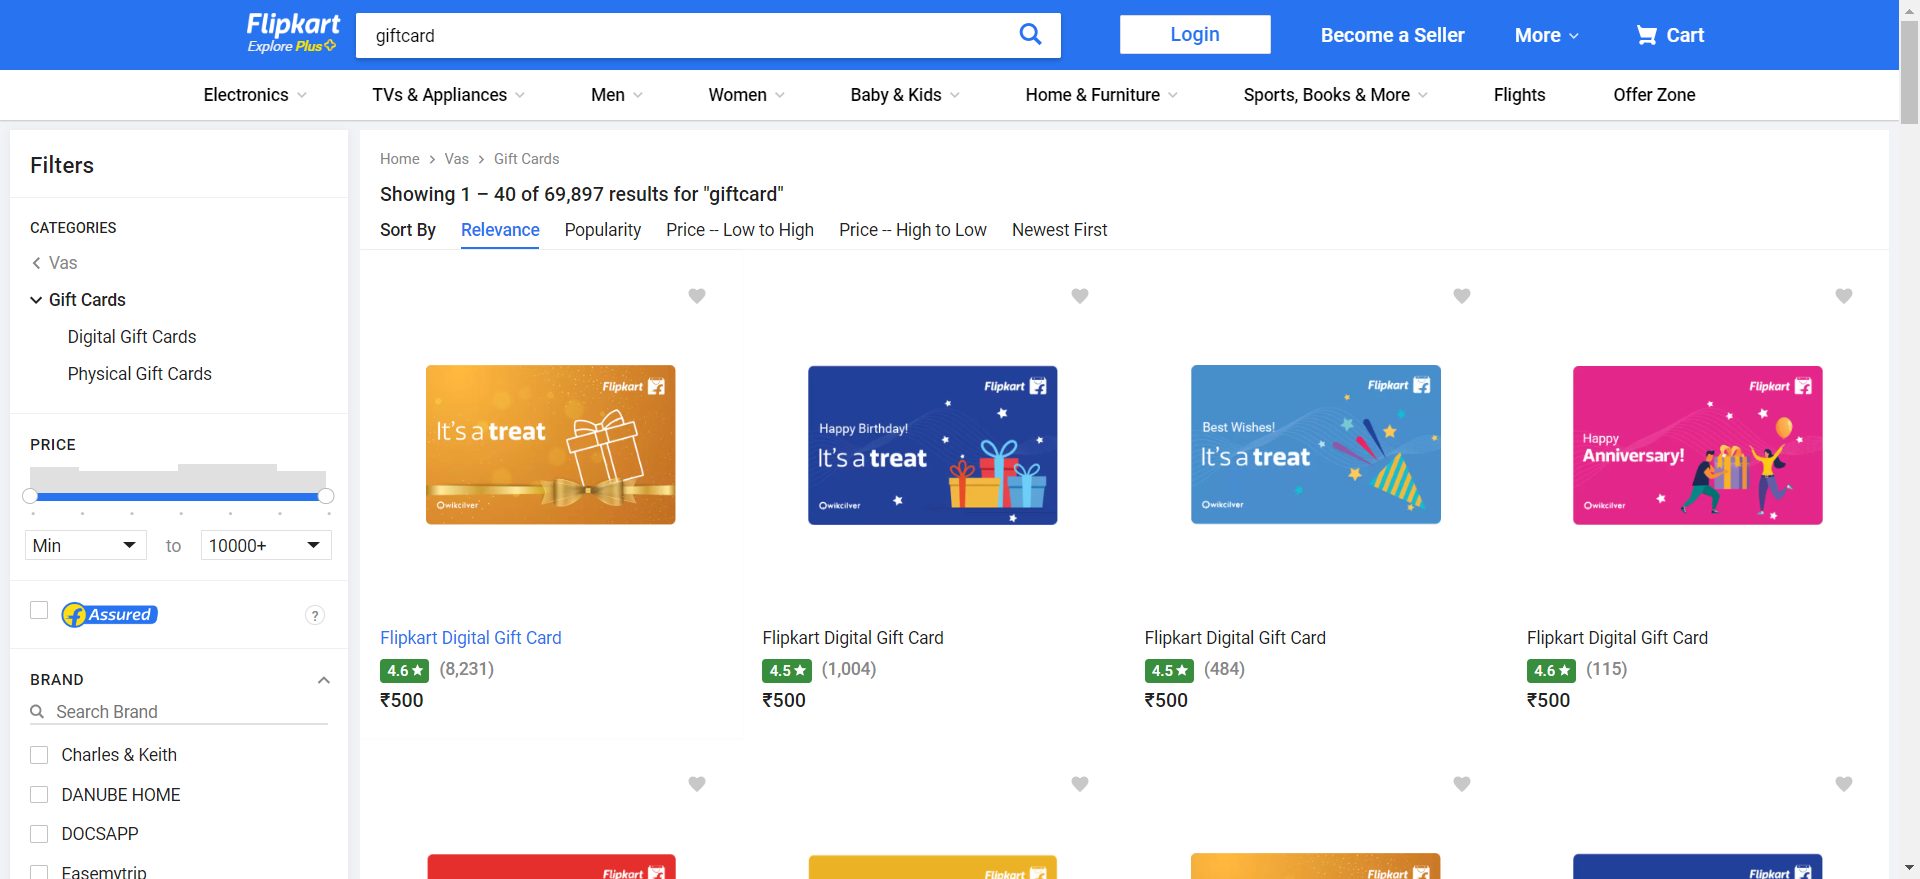 Flipkart
Explore Plus
giftcard
Login
Become a Seller
More
Cart
Electronics
TVs & Appliances
Men
Women
Baby & Kids
Home & Furniture
Sports, Books & More
Flights
Offer Zone
Filters
CATEGORIES
Vas
Gift Cards
Digital Gift Cards
Physical Gift Cards
PRICE
Min
to
10000+
Assured
?
BRAND
Search Brand
Charles & Keith
DANUBE HOME
DOCSAPP
Easemytrip
Home > Vas > Gift Cards
Showing 1 – 40 of 69,897 results for "giftcard"
Sort By
Relevance
Popularity
Price -- Low to High
Price -- High to Low
Newest First
Flipkart
It's a treat
Qwikcilver
Flipkart Digital Gift Card
4.6★ (8,231)
₹500
Flipkart
Happy Birthday!
It's a treat
Qwikcilver
Flipkart Digital Gift Card
4.5★ (1,004)
₹500
Flipkart
Best Wishes!
It's a treat
Qwikcilver
Flipkart Digital Gift Card
4.5★ (484)
₹500
Flipkart
Happy
Anniversary!
Qwikcilver
Flipkart Digital Gift Card
4.6★ (115)
₹500
Flipkart
Flipkart
Flipkart
Flipkart